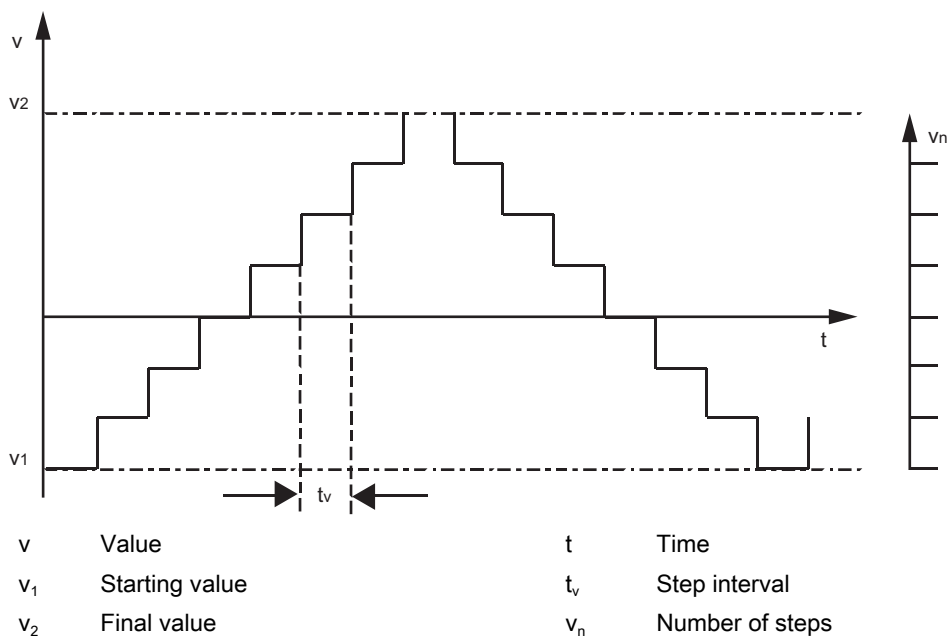 v
v2
vn
t
v1
tv
v Value t Time
v1 Starting value tv Step interval
v2 Final value vn Number of steps